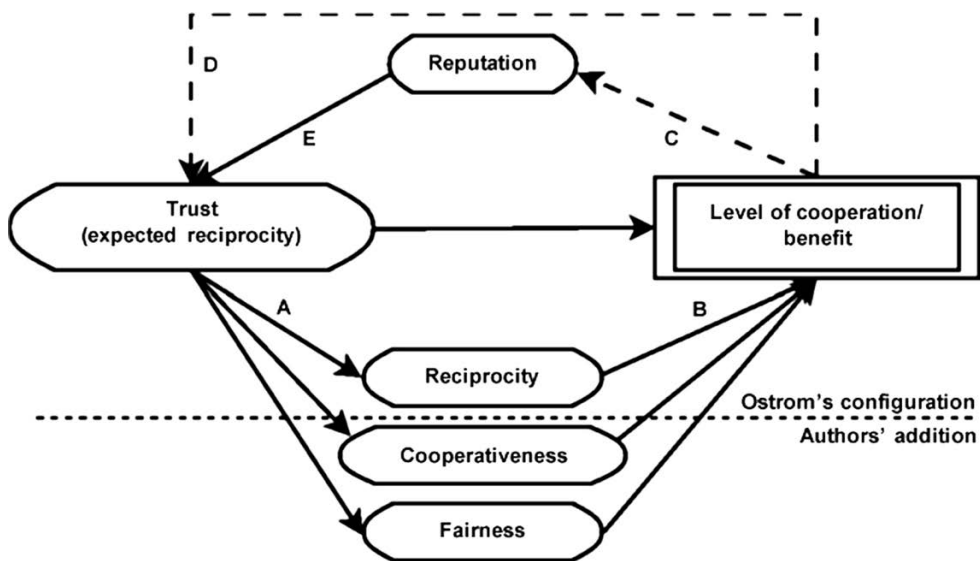 D
Reputation
E
C
Trust
(expected reciprocity)
Level of cooperation/
benefit
A
B
Reciprocity
Ostrom's configuration
Authors' addition
Cooperativeness
Fairness